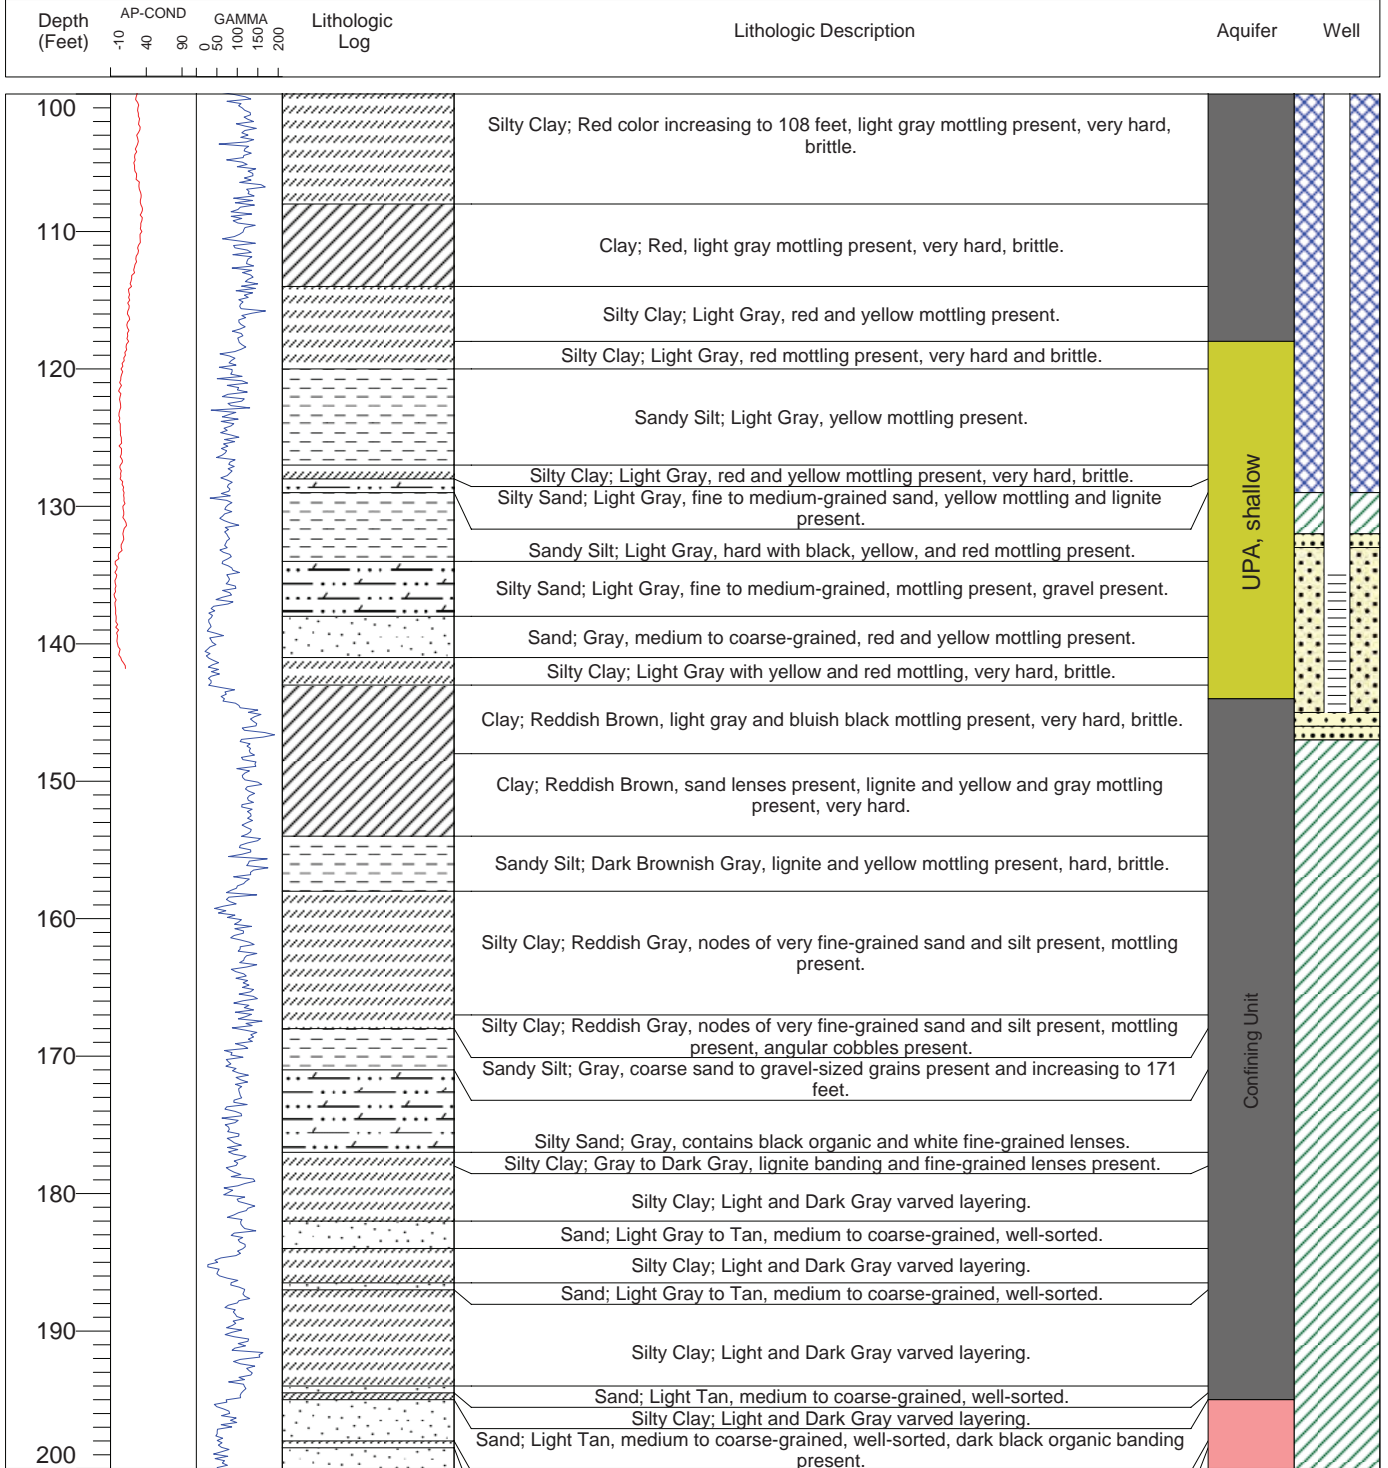 Depth
(Feet)
AP-COND
-10 40 90
GAMMA
0 50 100 150 200
Lithologic
Log
Lithologic Description
Aquifer
Well
100
Silty Clay; Red color increasing to 108 feet, light gray mottling present, very hard,
brittle.
110
Clay; Red, light gray mottling present, very hard, brittle.
Silty Clay; Light Gray, red and yellow mottling present.
Silty Clay; Light Gray, red mottling present, very hard and brittle.
120
Sandy Silt; Light Gray, yellow mottling present.
Silty Clay; Light Gray, red and yellow mottling present, very hard, brittle.
Silty Sand; Light Gray, fine to medium-grained sand, yellow mottling and lignite
present.
130
UPA, shallow
Sandy Silt; Light Gray, hard with black, yellow, and red mottling present.
Silty Sand; Light Gray, fine to medium-grained, mottling present, gravel present.
Sand; Gray, medium to coarse-grained, red and yellow mottling present.
140
Silty Clay; Light Gray with yellow and red mottling, very hard, brittle.
Clay; Reddish Brown, light gray and bluish black mottling present, very hard, brittle.
150
Clay; Reddish Brown, sand lenses present, lignite and yellow and gray mottling
present, very hard.
Sandy Silt; Dark Brownish Gray, lignite and yellow mottling present, hard, brittle.
160
Silty Clay; Reddish Gray, nodes of very fine-grained sand and silt present, mottling
present.
Silty Clay; Reddish Gray, nodes of very fine-grained sand and silt present, mottling
present, angular cobbles present.
170
Confining Unit
Sandy Silt; Gray, coarse sand to gravel-sized grains present and increasing to 171
feet.
Silty Sand; Gray, contains black organic and white fine-grained lenses.
Silty Clay; Gray to Dark Gray, lignite banding and fine-grained lenses present.
180
Silty Clay; Light and Dark Gray varved layering.
Sand; Light Gray to Tan, medium to coarse-grained, well-sorted.
Silty Clay; Light and Dark Gray varved layering.
Sand; Light Gray to Tan, medium to coarse-grained, well-sorted.
190
Silty Clay; Light and Dark Gray varved layering.
Sand; Light Tan, medium to coarse-grained, well-sorted.
Silty Clay; Light and Dark Gray varved layering.
Sand; Light Tan, medium to coarse-grained, well-sorted, dark black organic banding
present.
200